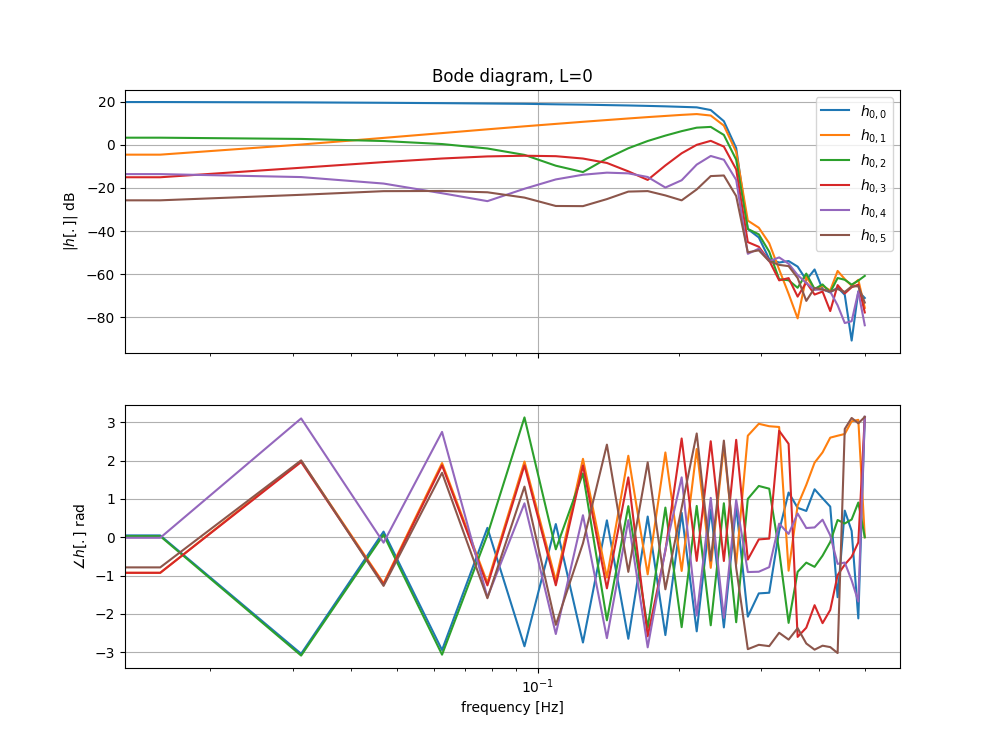 Bode diagram, L=0
|h[.]| dB
20
0
−20
−40
−60
−80
h0,0
h0,1
h0,2
h0,3
h0,4
h0,5
∠h[.] rad
3
2
1
0
−1
−2
−3
10−1
frequency [Hz]